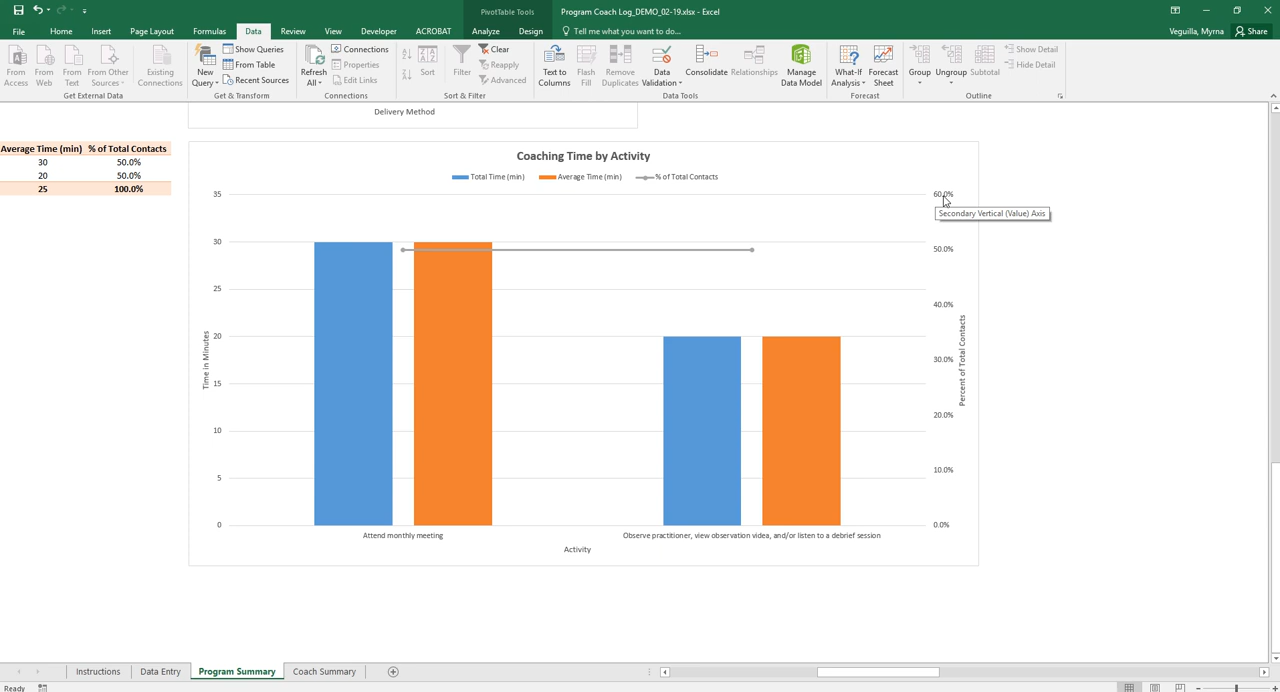 PivotTable Tools
Program Coach Log_DEMO_02-19.xlsx - Excel
File Home Insert Page Layout Formulas Data Review View Developer ACROBAT Analyze Design Tell me what you want to do... Veguilla, Myrna Share
From Access
From Web
From Text
From Other Sources
Existing Connections
Get External Data
New Query
Show Queries
From Table
Recent Sources
Get & Transform
Refresh All
Connections
Properties
Edit Links
Connections
Sort
Filter
Clear
Reapply
Advanced
Sort & Filter
Text to Columns
Flash Fill
Remove Duplicates
Data Validation
Consolidate
Relationships
Manage Data Model
Data Tools
What-If Analysis
Forecast Sheet
Forecast
Group
Ungroup
Subtotal
Show Detail
Hide Detail
Outline
Delivery Method
Average Time (min) % of Total Contacts
30 50.0%
20 50.0%
25 100.0%
Coaching Time by Activity
Total Time (min) Average Time (min) % of Total Contacts
35
30
25
20
15
10
5
0
Time in Minutes
60.0%
Secondary Vertical (Value) Axis
50.0%
40.0%
30.0%
20.0%
10.0%
0.0%
Percent of Total Contacts
Attend monthly meeting
Observe practitioner, view observation videa, and/or listen to a debrief session
Activity
Instructions Data Entry Program Summary Coach Summary
Ready